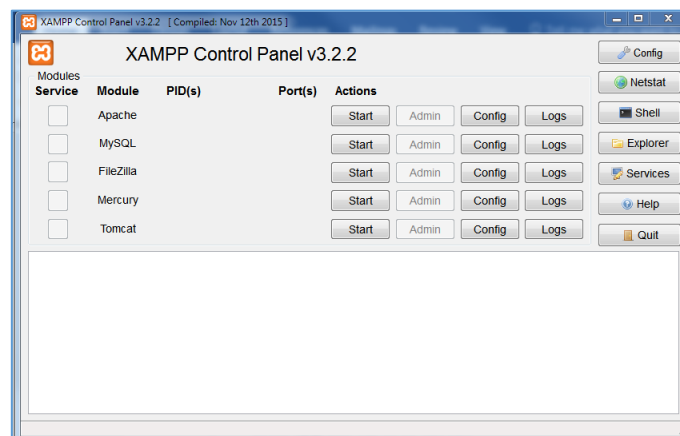 XAMPP Control Panel v3.2.2 [ Compiled: Nov 12th 2015 ]
XAMPP Control Panel v3.2.2
Modules
Service Module PID(s) Port(s) Actions
Apache Start Admin Config Logs
MySQL Start Admin Config Logs
FileZilla Start Admin Config Logs
Mercury Start Admin Config Logs
Tomcat Start Admin Config Logs
Config
Netstat
Shell
Explorer
Services
Help
Quit